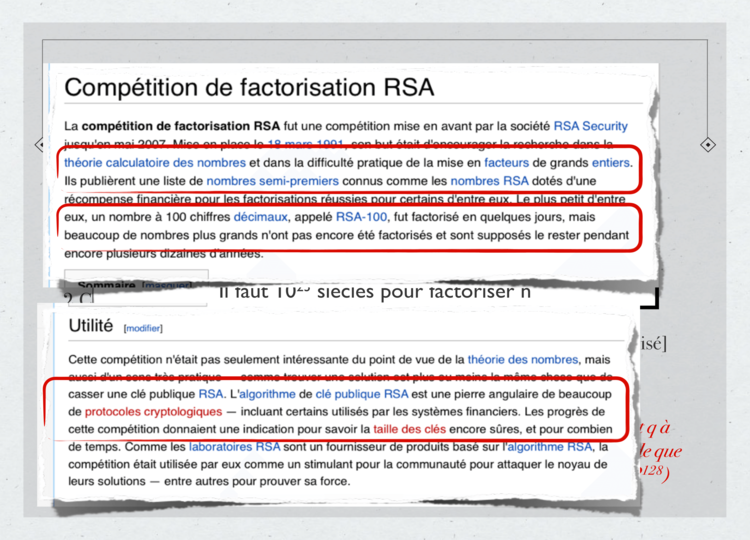 Compétition de factorisation RSA
La compétition de factorisation RSA fut une compétition mise en avant par la société RSA Security
jusqu'en mai 2007. Mise en place le 18 mars 1991, son but était d'encourager la recherche dans la
théorie calculatoire des nombres et dans la difficulté pratique de la mise en facteurs de grands entiers.
Ils publièrent une liste de nombres semi-premiers connus comme les nombres RSA dotés d'une
récompense financière pour les factorisations réussies pour certains d'entre eux. Le plus petit d'entre
eux, un nombre à 100 chiffres décimaux, appelé RSA-100, fut factorisé en quelques jours, mais
beaucoup de nombres plus grands n'ont pas encore été factorisés et sont supposés le rester pendant
encore plusieurs dizaines d'années.
Sommaire [masquer]
Il faut 10²⁵ siècles pour factoriser n
Utilité [modifier]
isé]
Cette compétition n'était pas seulement intéressante du point de vue de la théorie des nombres, mais
aussi d'un sens très pratique — comme trouver une solution est plus ou moins la même chose que de
casser une clé publique RSA. L'algorithme de clé publique RSA est une pierre angulaire de beaucoup
de protocoles cryptologiques — incluant certains utilisés par les systèmes financiers. Les progrès de
cette compétition donnaient une indication pour savoir la taille des clés encore sûres, et pour combien
de temps. Comme les laboratoires RSA sont un fournisseur de produits basé sur l'algorithme RSA, la
compétition était utilisée par eux comme un stimulant pour la communauté pour attaquer le noyau de
leurs solutions — entre autres pour prouver sa force.
q à
de que
128)